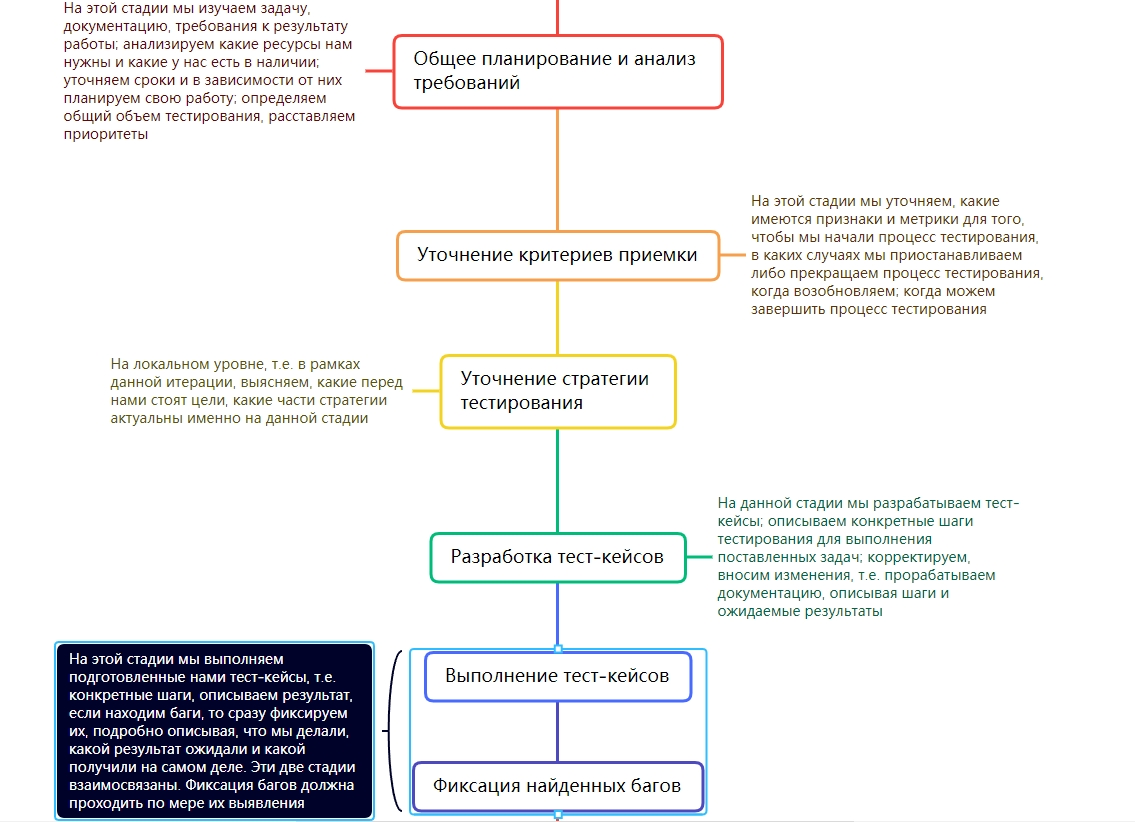 На этой стадии мы изучаем задачу,
документацию, требования к результату
работы; анализируем какие ресурсы нам
нужны и какие у нас есть в наличии;
уточняем сроки и в зависимости от них
планируем свою работу; определяем
общий объем тестирования, расставляем
приоритеты
Общее планирование и анализ
требований
На этой стадии мы уточняем, какие
имеются признаки и метрики для того,
чтобы мы начали процесс тестирования,
в каких случаях мы приостанавливаем
либо прекращаем процесс тестирования,
когда возобновляем; когда можем
завершить процесс тестирования
Уточнение критериев приемки
На локальном уровне, т.е. в рамках
данной итерации, выясняем, какие перед
нами стоят цели, какие части стратегии
актуальны именно на данной стадии
Уточнение стратегии
тестирования
На данной стадии мы разрабатываем тест-
кейсы; описываем конкретные шаги
тестирования для выполнения
поставленных задач; корректируем,
вносим изменения, т.е. прорабатываем
документацию, описывая шаги и
ожидаемые результаты
Разработка тест-кейсов
На этой стадии мы выполняем
подготовленные нами тест-кейсы, т.е.
конкретные шаги, описываем результат,
если находим баги, то сразу фиксируем
их, подробно описывая, что мы делали,
какой результат ожидали и какой
получили на самом деле. Эти две стадии
взаимосвязаны. Фиксация багов должна
проходить по мере их выявления
Выполнение тест-кейсов
Фиксация найденных багов